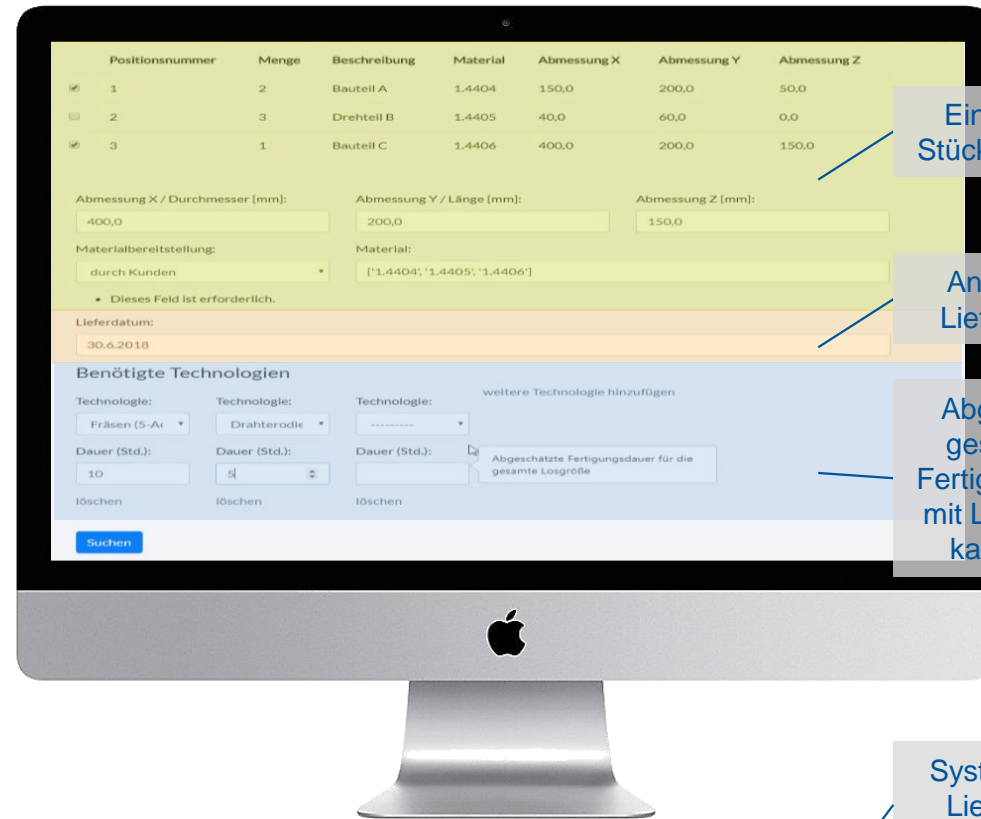 Positionsnummer Menge Beschreibung Material Abmessung X Abmessung Y Abmessung Z
1 2 Bauteil A 1.4404 150,0 200,0 50,0
2 3 Drehteil B 1.4405 40,0 60,0 0,0
3 1 Bauteil C 1.4406 400,0 200,0 150,0
Abmessung X / Durchmesser [mm]: Abmessung Y / Länge [mm]: Abmessung Z [mm]:
400,0 200,0 150,0
Materialbereitstellung: Material:
durch Kunden ['1.4404', '1.4405', '1.4406']
• Dieses Feld ist erforderlich.
Lieferdatum:
30.6.2018
Benötigte Technologien
weitere Technologie hinzufügen
Technologie: Technologie: Technologie:
Fräsen (5-A Drahterodie ---------
Dauer (Std.): Dauer (Std.): Dauer (Std.):
10 5
Abgeschätzte Fertigungsdauer für die
gesamte Losgröße
löschen löschen löschen
Suchen
Ein
Stück
An
Lief
Abg
ges
Fertig
mit L
ka
Syst
Lie